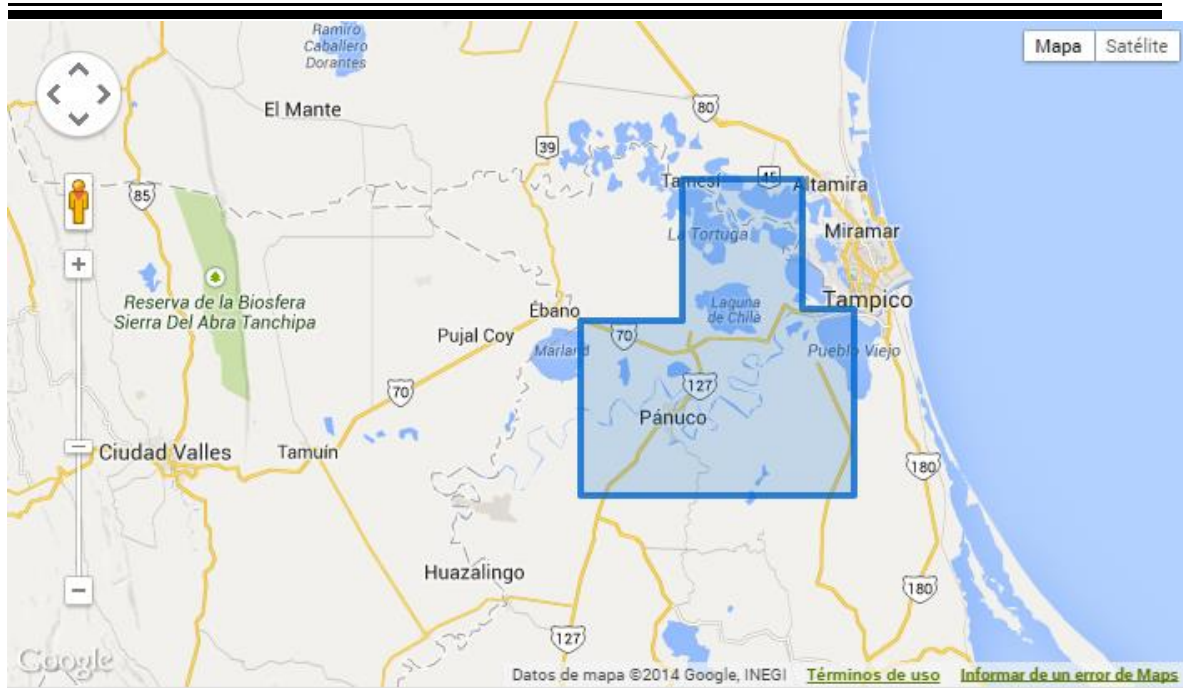 Ramiro
Caballero
Dorantes
Mapa
Satélite
El Mante
80
39
Tamesí
45
Altamira
85
La Tortuga
Miramar
Reserva de la Biosfera
Sierra Del Abra Tanchipa
Laguna
de Chila
Tampico
Ébano
Pujal Coy
70
Marland
Pueblo Viejo
70
127
Pánuco
Ciudad Valles
Tamuín
180
Huazalingo
180
127
Google
Datos de mapa ©2014 Google, INEGI
Términos de uso
Informar de un error de Maps